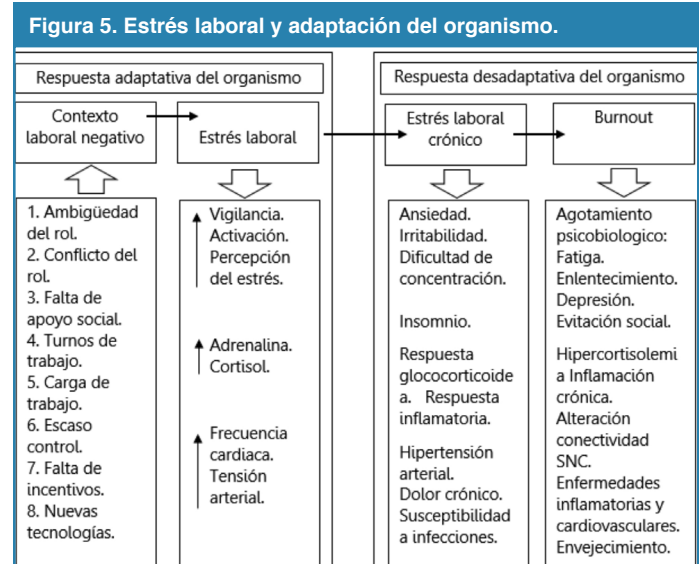 Figura 5. Estrés laboral y adaptación del organismo.
Respuesta adaptativa del organismo
Contexto
laboral negativo
Estrés laboral
1. Ambigüedad
del rol.
2. Conflicto del
rol.
3. Falta de
apoyo social.
4. Turnos de
trabajo.
5. Carga de
trabajo.
6. Escaso
control.
7. Falta de
incentivos.
8. Nuevas
tecnologías.
Vigilancia.
Activación.
Percepción
del estrés.
Adrenalina.
Cortisol.
Frecuencia
cardiaca.
Tensión
arterial.
Respuesta desadaptativa del organismo
Estrés laboral
crónico
Burnout
Ansiedad.
Irritabilidad.
Dificultad de
concentración.
Insomnio.
Respuesta
glococorticoide
a. Respuesta
inflamatoria.
Hipertensión
arterial.
Dolor crónico.
Susceptibilidad
a infecciones.
Agotamiento
psicobiologico:
Fatiga.
Enlentecimiento.
Depresión.
Evitación social.
Hipercortisolemi
a Inflamación
crónica.
Alteración
conectividad
SNC.
Enfermedades
inflamatorias y
cardiovasculares.
Envejecimiento.